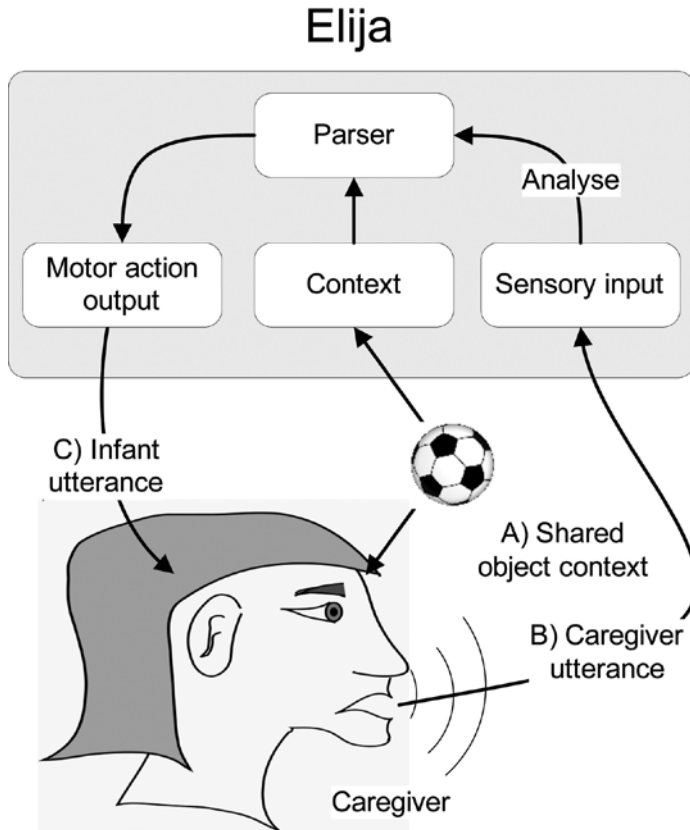 Elija
Parser
Analyse
Motor action
output
Context
Sensory input
C) Infant
utterance
A) Shared
object context
B) Caregiver
utterance
Caregiver